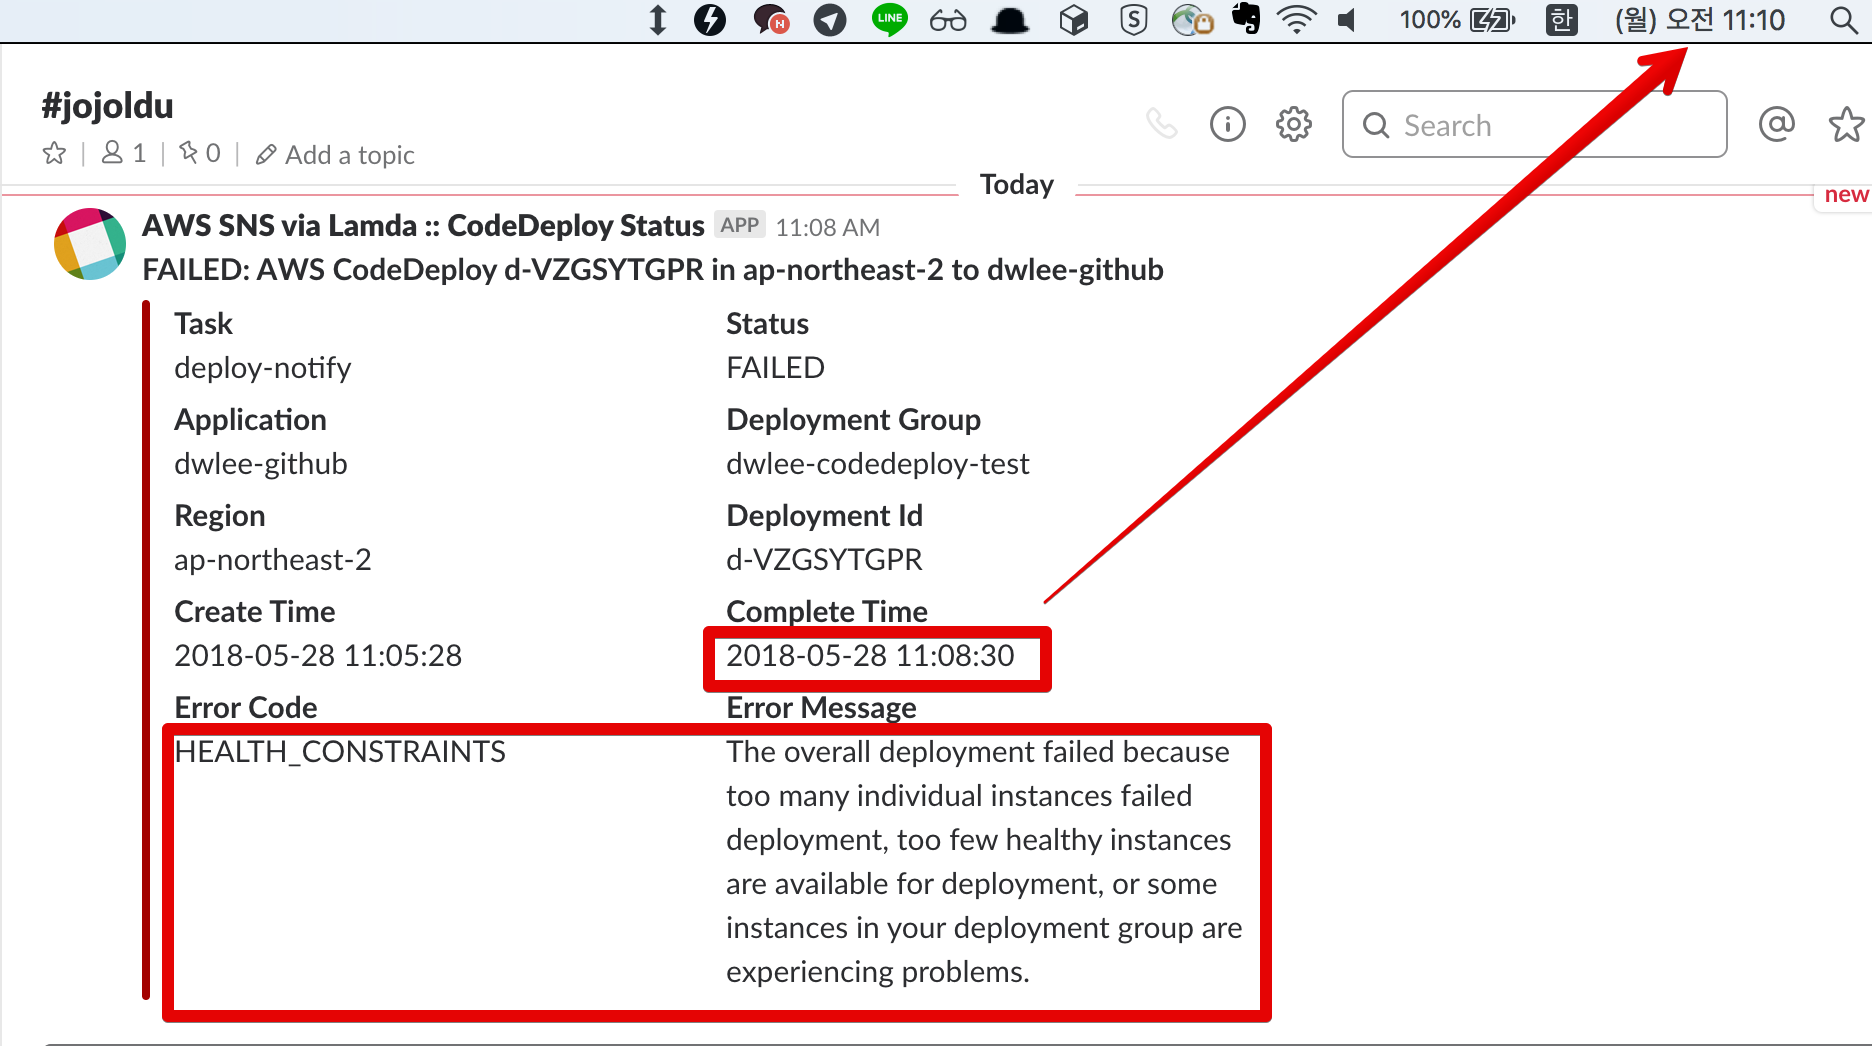 LINE
N
S
100%
한
(월) 오전 11:10
#jojoldu
1
0
Add a topic
Search
Today
new
AWS SNS via Lamda :: CodeDeploy Status APP 11:08 AM
FAILED: AWS CodeDeploy d-VZGSYTGPR in ap-northeast-2 to dwlee-github
Task
deploy-notify
Status
FAILED
Application
dwlee-github
Deployment Group
dwlee-codedeploy-test
Region
ap-northeast-2
Deployment Id
d-VZGSYTGPR
Create Time
2018-05-28 11:05:28
Complete Time
2018-05-28 11:08:30
Error Code
HEALTH_CONSTRAINTS
Error Message
The overall deployment failed because
too many individual instances failed
deployment, too few healthy instances
are available for deployment, or some
instances in your deployment group are
experiencing problems.